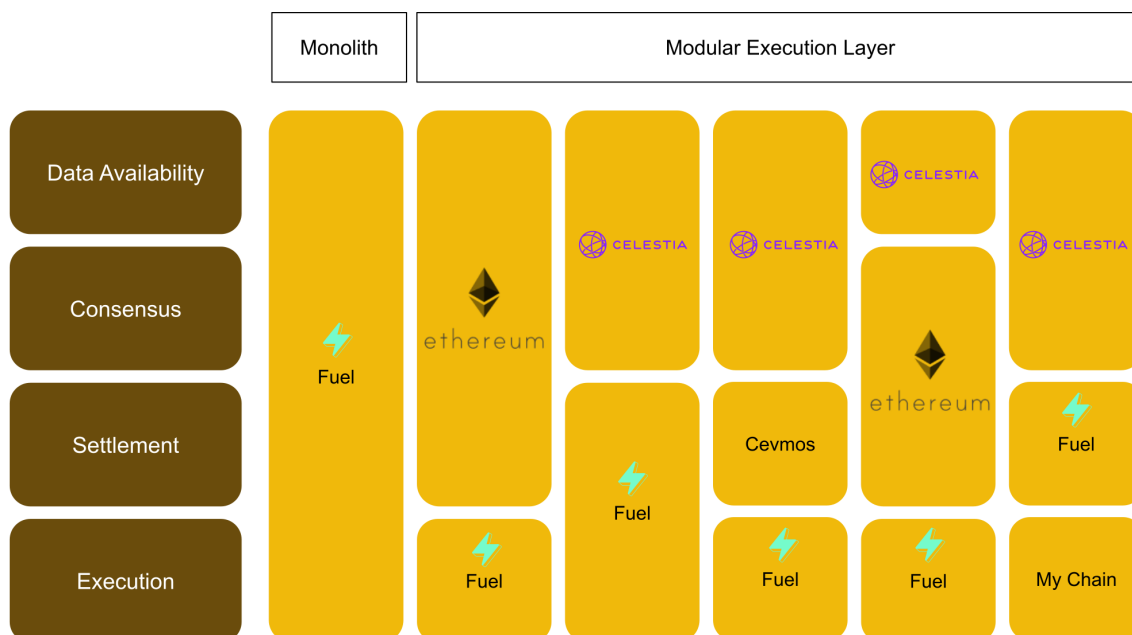 Monolith
Modular Execution Layer
Data Availability
CELESTIA
CELESTIA
CELESTIA
CELESTIA
Consensus
ethereum
Fuel
ethereum
Settlement
Cevmos
Fuel
Fuel
Execution
Fuel
Fuel
Fuel
My Chain